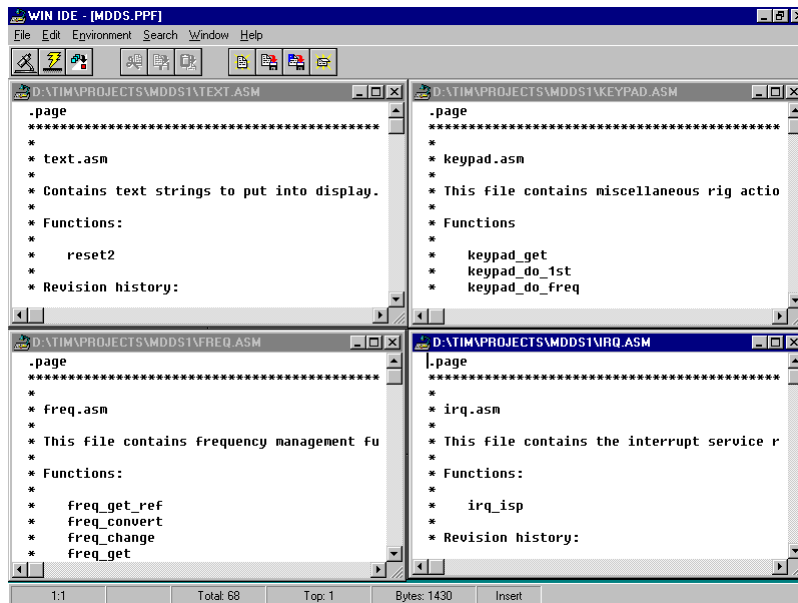 WIN IDE - [MDDS.PPF]
File Edit Environment Search Window Help
D:\TIM\PROJECTS\MDDS1\TEXT.ASM
.page
********************************************
*
* text.asm
*
* Contains text strings to put into display.
*
* Functions:
*
*    reset2
*
* Revision history:
D:\TIM\PROJECTS\MDDS1\KEYPAD.ASM
.page
********************************************
*
* keypad.asm
*
* This file contains miscellaneous rig actio
*
* Functions
*
*    keypad_get
*    keypad_do_1st
*    keypad_do_freq
D:\TIM\PROJECTS\MDDS1\FREQ.ASM
.page
********************************************
*
* freq.asm
*
* This file contains frequency management fu
*
* Functions:
*
*    freq_get_ref
*    freq_convert
*    freq_change
*    freq_get
D:\TIM\PROJECTS\MDDS1\IRQ.ASM
.page
********************************************
*
* irq.asm
*
* This file contains the interrupt service r
*
* Functions:
*
*    irq_isp
*
* Revision history:
1:1 Total: 68 Top: 1 Bytes: 1430 Insert